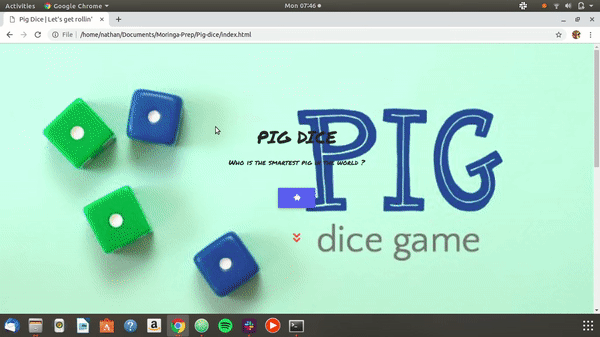 Activities
Google Chrome
Mon 07:46
Pig Dice | Let's get rollin'
File
/home/nathan/Documents/Moringa-Prep/Pig-dice/index.html
PIG DICE
Who is the smartest pig in the world ?
PIG
dice game